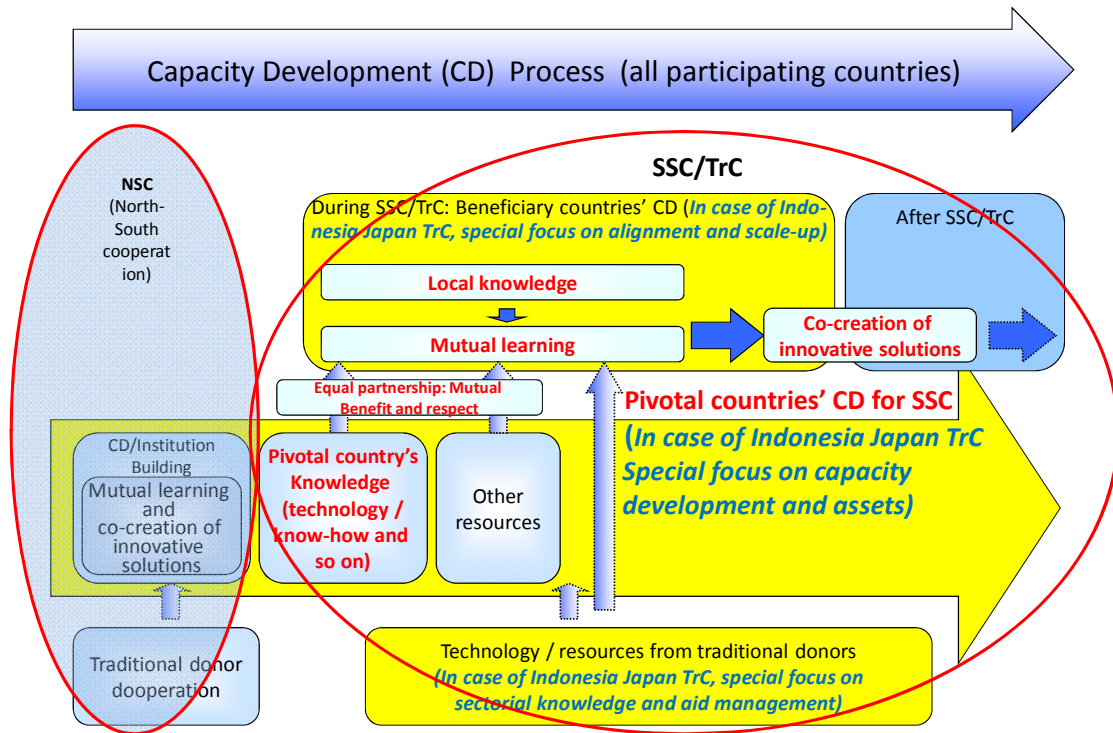 Capacity Development (CD)  Process  (all participating countries)
NSC
(North-
South
cooperat
ion)
SSC/TrC
During SSC/TrC: Beneficiary countries’ CD (In case of Indo-
nesia Japan TrC, special focus on alignment and scale-up)
After SSC/TrC
Local knowledge
Mutual learning
Co-creation of
innovative solutions
Equal partnership: Mutual
Benefit and respect
Pivotal countries’ CD for SSC
(In case of Indonesia Japan TrC
Special focus on capacity
development and assets)
CD/Institution
Building
Mutual learning
and
co-creation of
innovative
solutions
Pivotal country’s
Knowledge
(technology /
know-how and
so on)
Other
resources
Traditional donor
dooperation
Technology / resources from traditional donors
(In case of Indonesia Japan TrC, special focus on
sectorial knowledge and aid management)